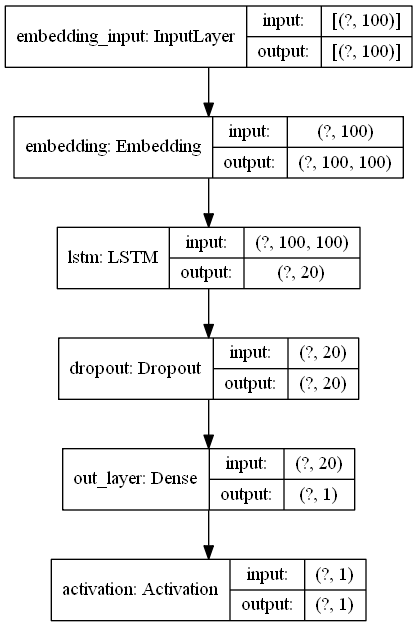 embedding_input: InputLayer
input: [(?, 100)]
output: [(?, 100)]
embedding: Embedding
input: (?, 100)
output: (?, 100, 100)
lstm: LSTM
input: (?, 100, 100)
output: (?, 20)
dropout: Dropout
input: (?, 20)
output: (?, 20)
out_layer: Dense
input: (?, 20)
output: (?, 1)
activation: Activation
input: (?, 1)
output: (?, 1)